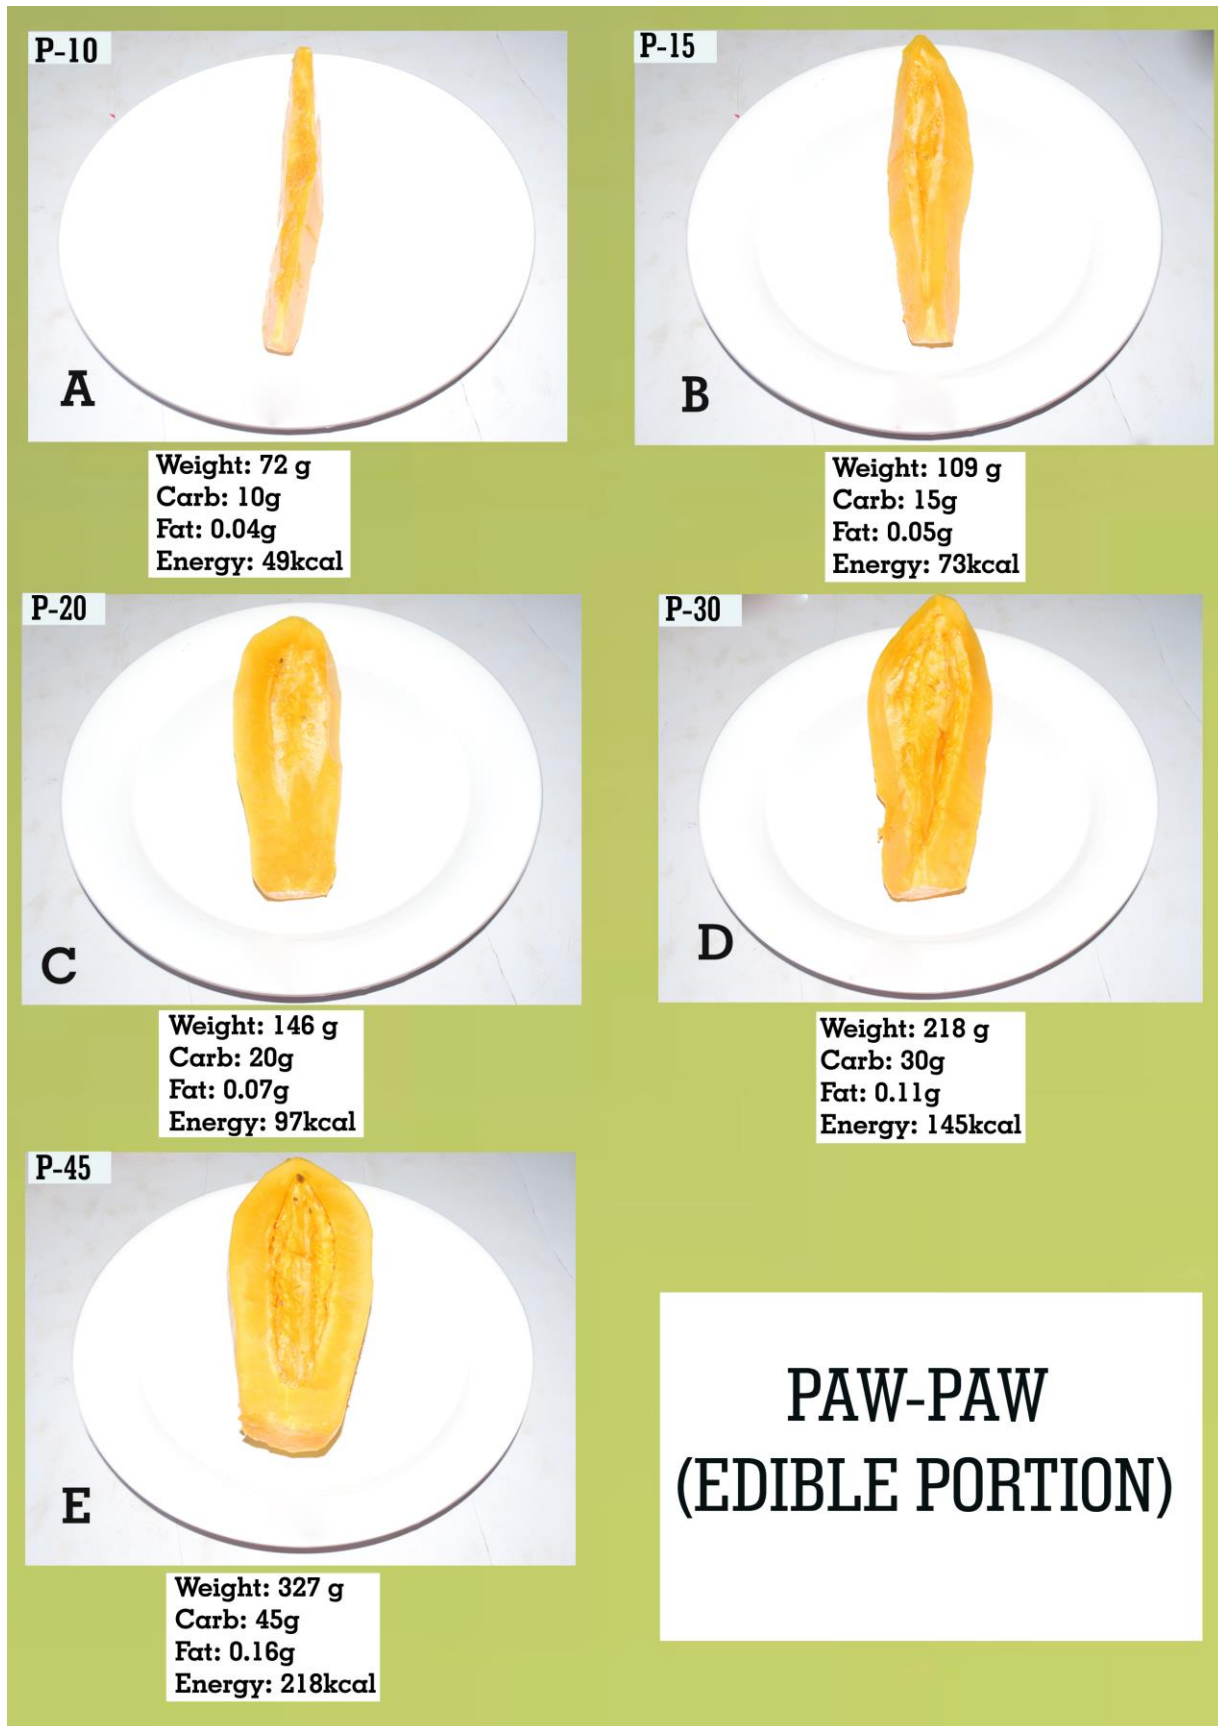 P-10
A
Weight: 72 g
Carb: 10g
Fat: 0.04g
Energy: 49kcal
P-15
B
Weight: 109 g
Carb: 15g
Fat: 0.05g
Energy: 73kcal
P-20
C
Weight: 146 g
Carb: 20g
Fat: 0.07g
Energy: 97kcal
P-30
D
Weight: 218 g
Carb: 30g
Fat: 0.11g
Energy: 145kcal
P-45
E
Weight: 327 g
Carb: 45g
Fat: 0.16g
Energy: 218kcal
PAW-PAW
(EDIBLE PORTION)